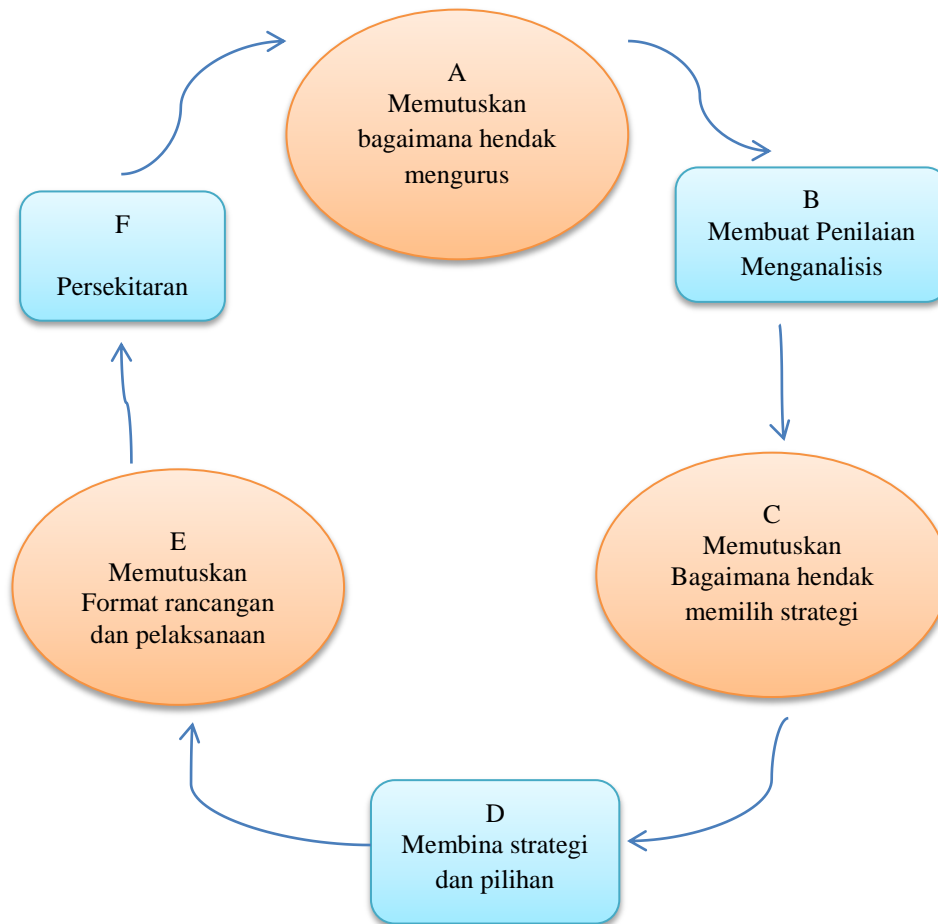 A
Memutuskan
bagaimana hendak
mengurus
B
Membuat Penilaian
Menganalisis
C
Memutuskan
Bagaimana hendak
memilih strategi
D
Membina strategi
dan pilihan
E
Memutuskan
Format rancangan
dan pelaksanaan
F
Persekitaran